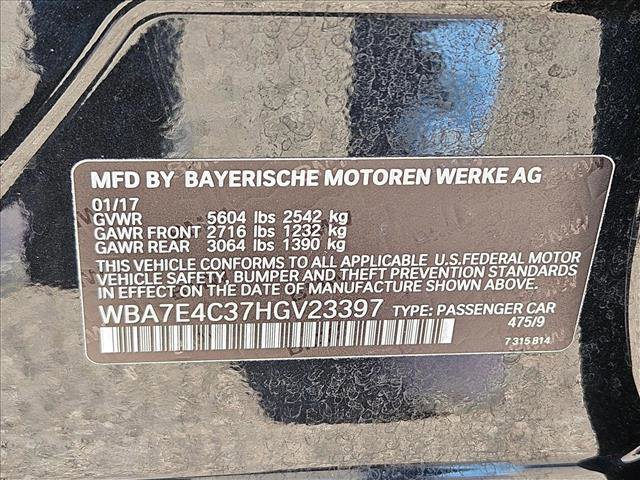 MFD BY BAYERISCHE MOTOREN WERKE AG
01/17
GVWR 5604 lbs 2542 kg
GAWR FRONT 2716 lbs 1232 kg
GAWR REAR 3064 lbs 1390 kg
THIS VEHICLE CONFORMS TO ALL APPLICABLE U.S.FEDERAL MOTOR
VEHICLE SAFETY, BUMPER AND THEFT PREVENTION STANDARDS
IN EFFECT ON THE DATE OF MANUFACTURE SHOWN ABOVE.
WBA7E4C37HGV23397 TYPE: PASSENGER CAR
475/9
7 315 814